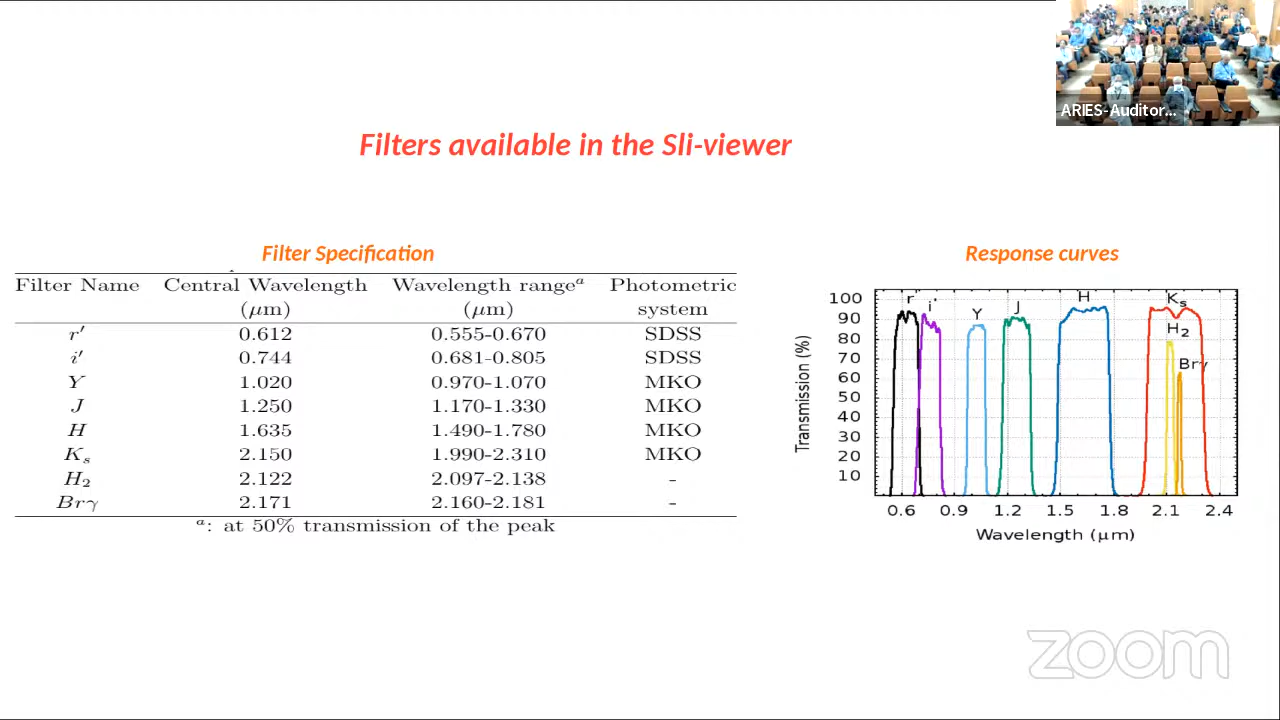 ARIES-Auditor...
Filters available in the Sli-viewer
Filter Specification
Filter Name Central Wavelength Wavelength rangeᵃ Photometric
(μm) (μm) system
r′ 0.612 0.555-0.670 SDSS
i′ 0.744 0.681-0.805 SDSS
Y 1.020 0.970-1.070 MKO
J 1.250 1.170-1.330 MKO
H 1.635 1.490-1.780 MKO
Kₛ 2.150 1.990-2.310 MKO
H₂ 2.122 2.097-2.138 -
Brγ 2.171 2.160-2.181 -
ᵃ: at 50% transmission of the peak
Response curves
Transmission (%)
100
90
80
70
60
50
40
30
20
10
r′ i′ Y J H Kₛ
H₂
Brγ
0.6 0.9 1.2 1.5 1.8 2.1 2.4
Wavelength (μm)
zoom